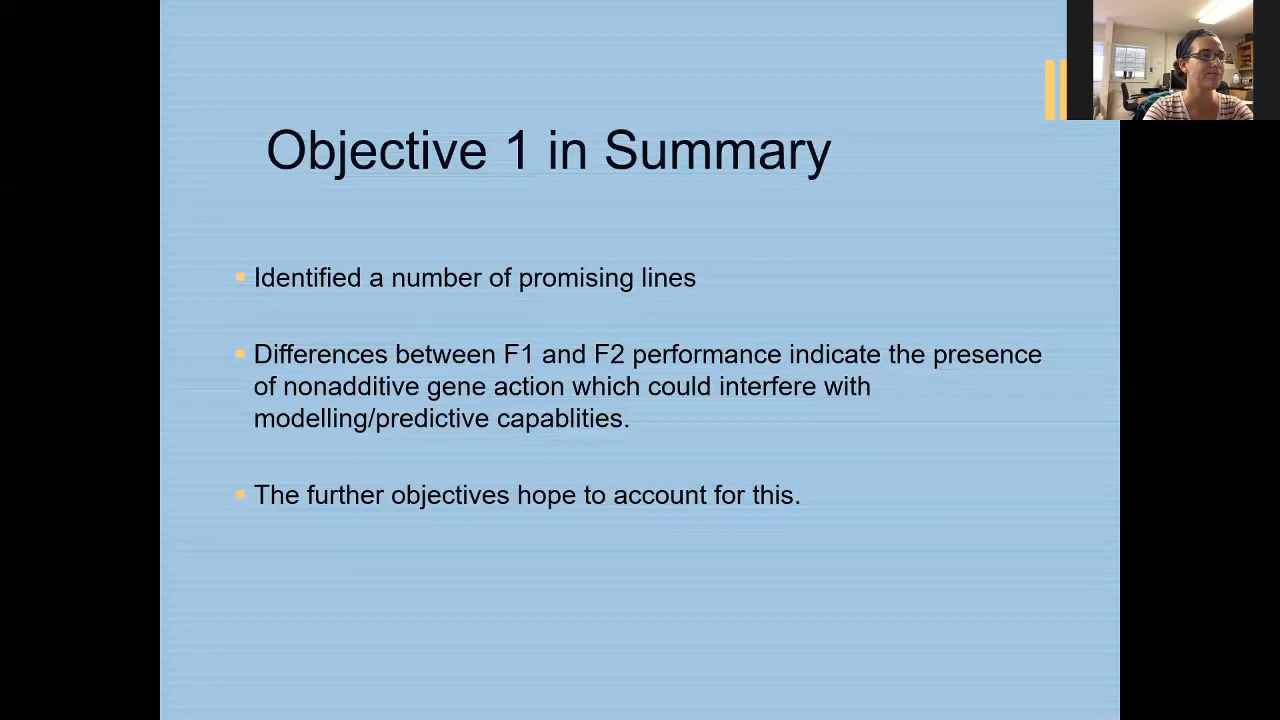 Objective 1 in Summary
Identified a number of promising lines
Differences between F1 and F2 performance indicate the presence
of nonadditive gene action which could interfere with
modelling/predictive capablities.
The further objectives hope to account for this.